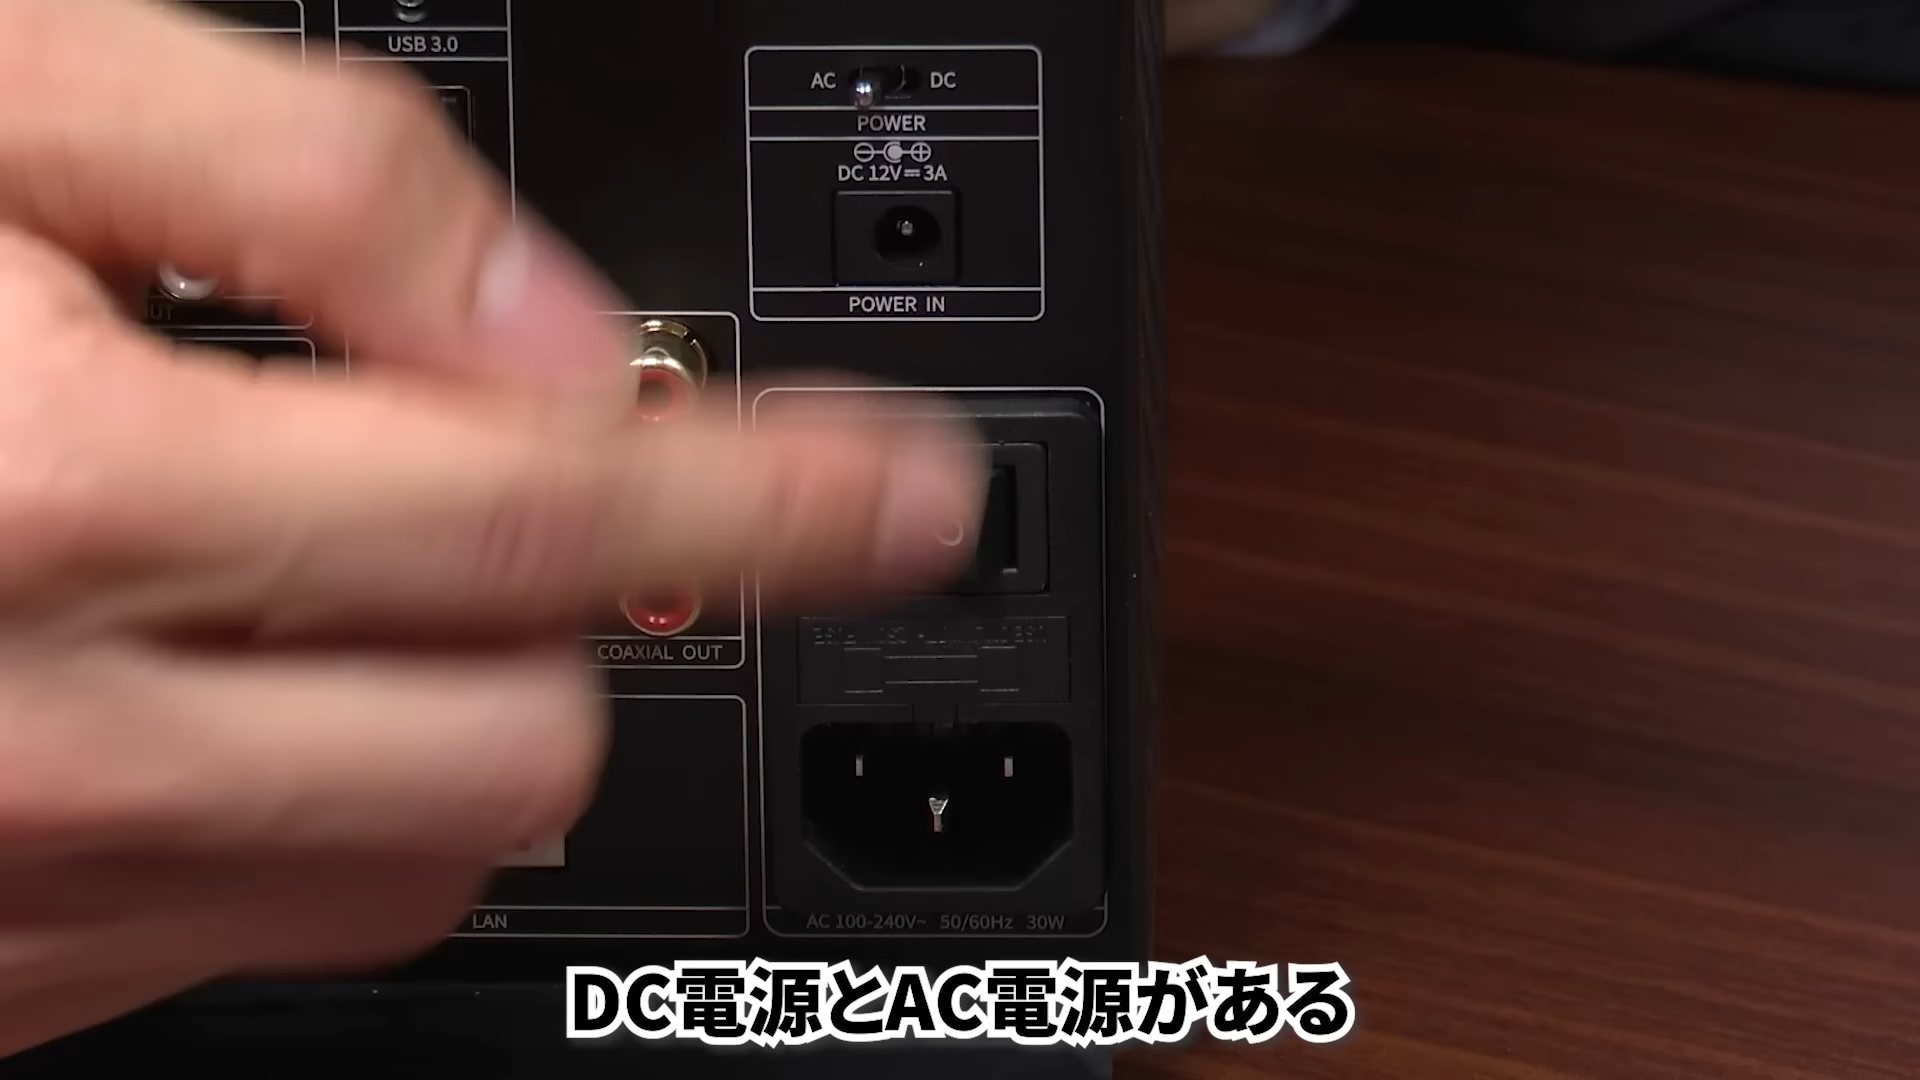 USB 3.0
AC DC
POWER
DC 12V⎓3A
POWER IN
UT
COAXIAL OUT
LAN
AC 100-240V~ 50/60Hz 30W
DC電源とAC電源がある